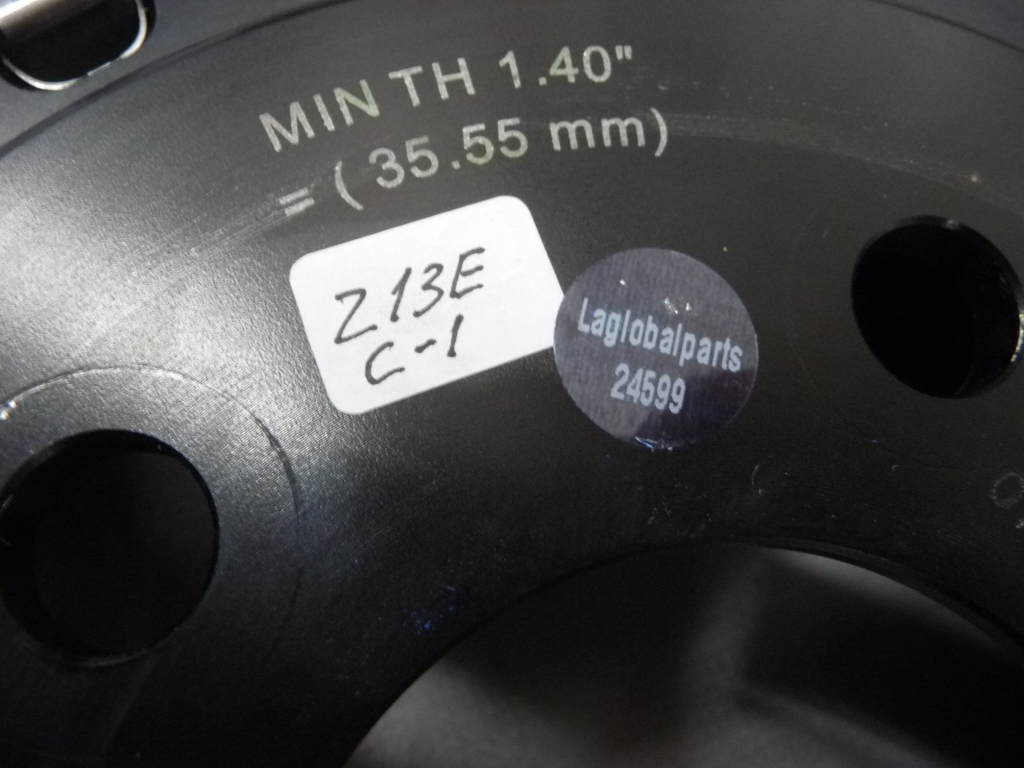 MIN TH 1.40"
= ( 35.55 mm)
Z13E
C-1
Laglobalparts
24599